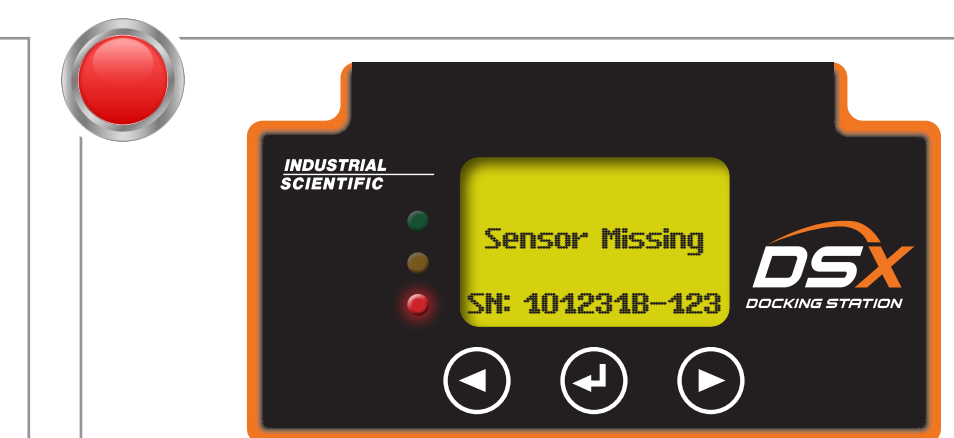 INDUSTRIAL
SCIENTIFIC
Sensor Missing
SN: 101231B-123
DSX
DOCKING STATION